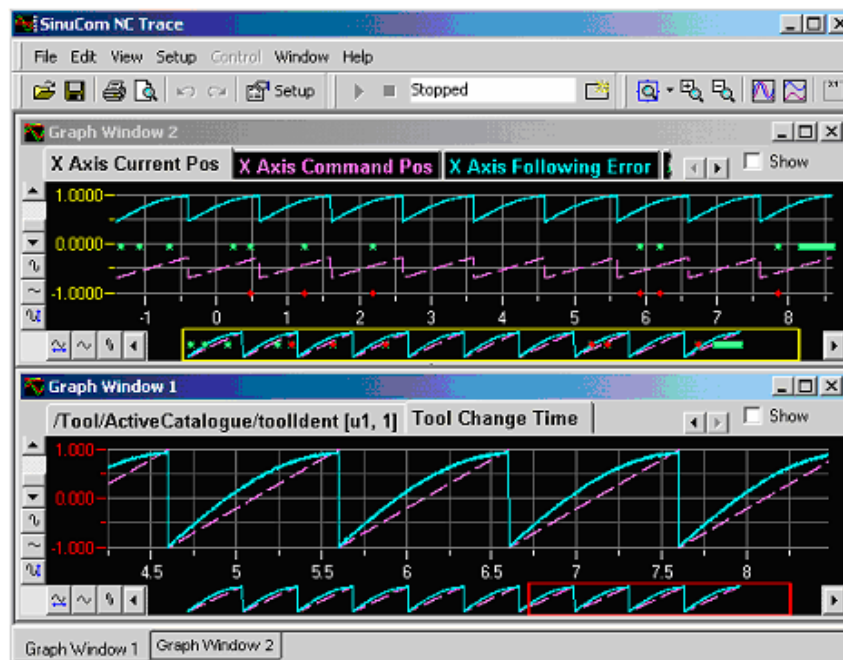 SinuCom NC Trace
File Edit View Setup Control Window Help
Setup Stopped
Graph Window 2
X Axis Current Pos X Axis Command Pos X Axis Following Error Show
1.0000
0.0000
-1.0000
-1 0 1 2 3 4 5 6 7 8
Graph Window 1
/Tool/ActiveCatalogue/toolIdent [u1, 1] Tool Change Time Show
1.000
0.000
-1.000
4.5 5 5.5 6 6.5 7 7.5 8
Graph Window 1 Graph Window 2